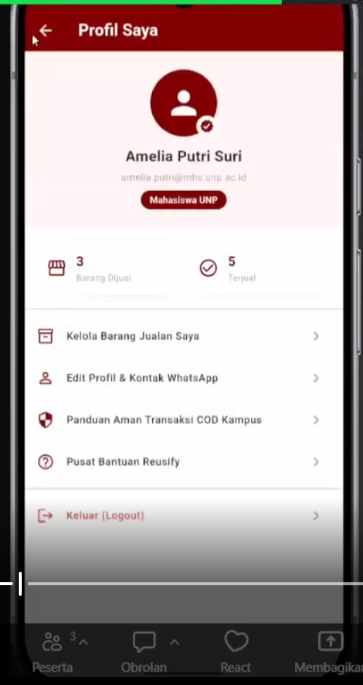 Profil Saya
Amelia Putri Suri
amelia.putri@mhs.unp.ac.id
Mahasiswa UNP
3
Barang Dijual
5
Terjual
Kelola Barang Jualan Saya
Edit Profil & Kontak WhatsApp
Panduan Aman Transaksi COD Kampus
Pusat Bantuan Reusify
Keluar (Logout)
3
Peserta
Obrolan
React
Membagika